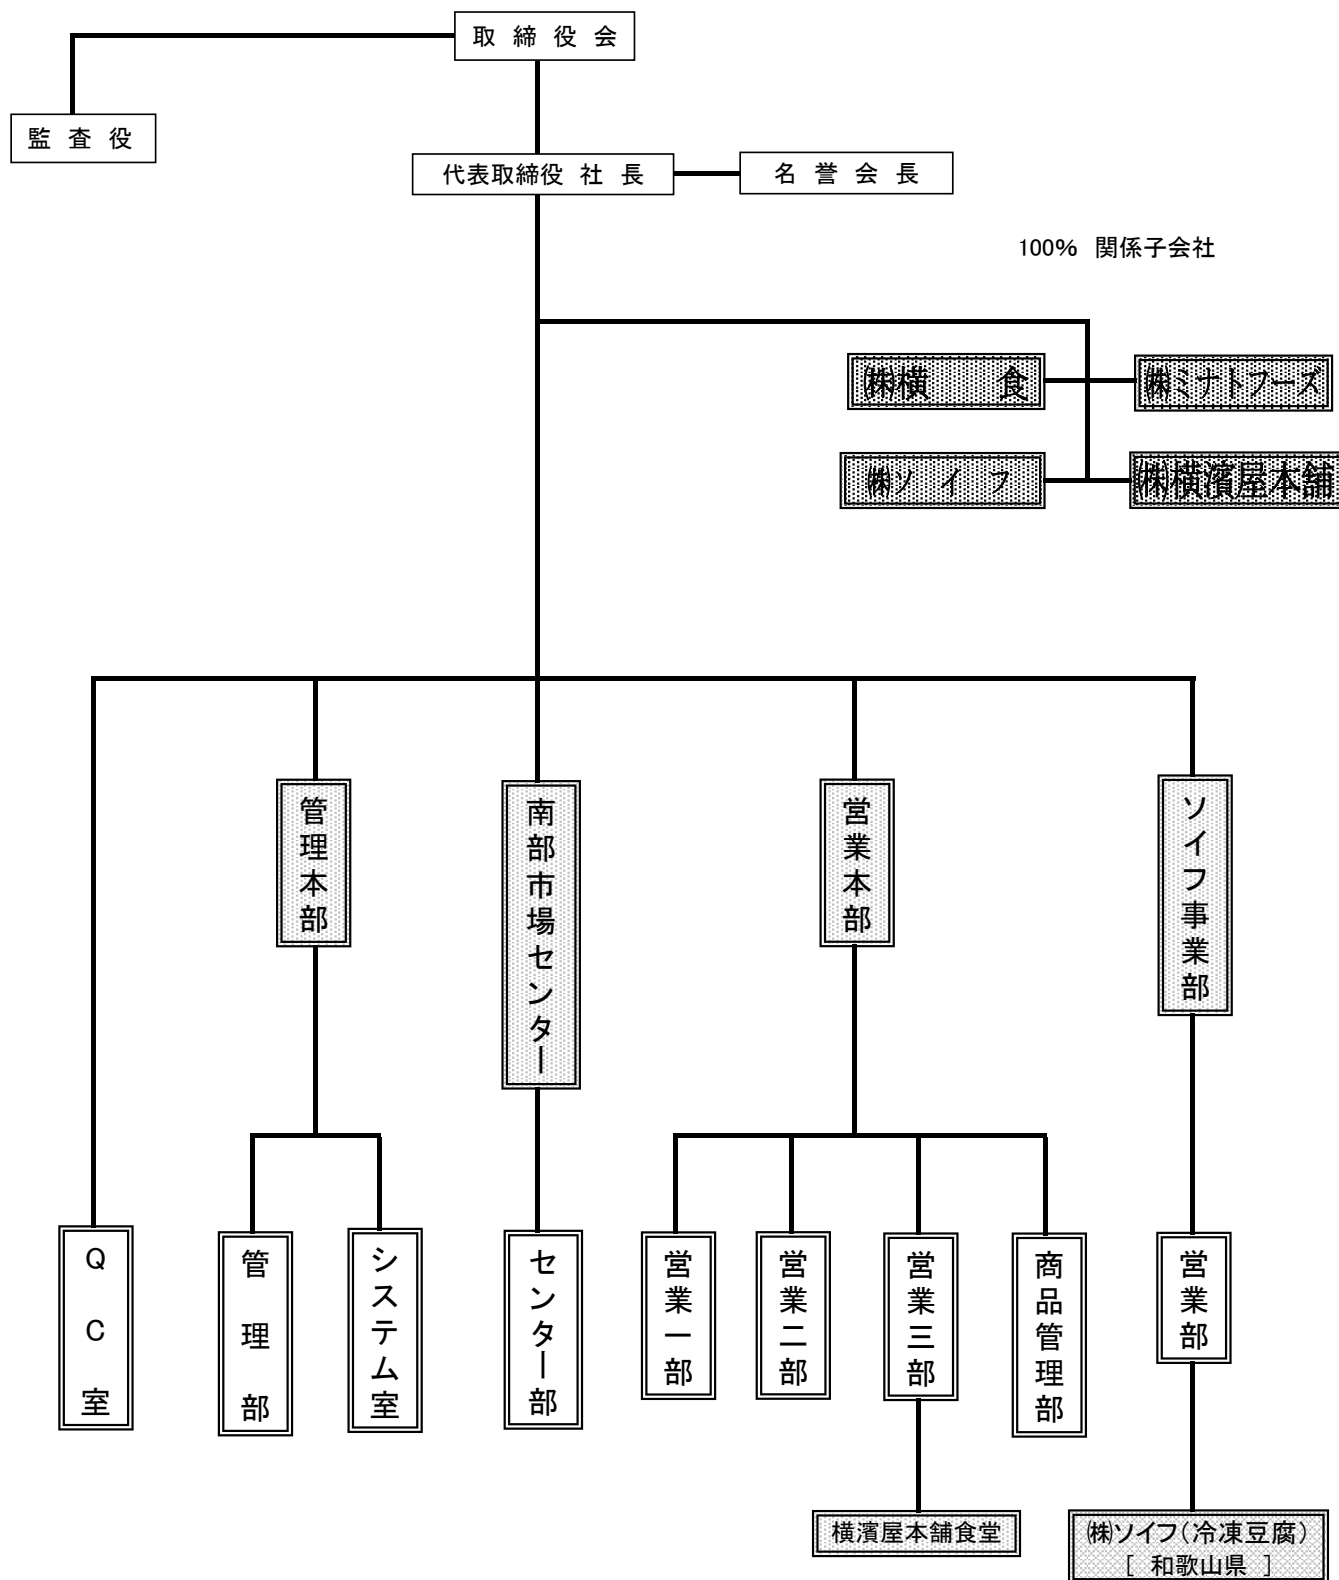 取 締 役 会
監 査 役
代表取締役 社 長
名 誉 会 長
100% 関係子会社
㈱横 食
㈱ミナトフーズ
㈱ソ イ フ
㈱横濱屋本舗
管理本部
南部市場センター
営業本部
ソイフ事業部
Q C 室
管 理 部
システム室
センター部
営業一部
営業二部
営業三部
商品管理部
営業部
横濱屋本舗食堂
㈱ソイフ（冷凍豆腐）
[ 和歌山県 ]